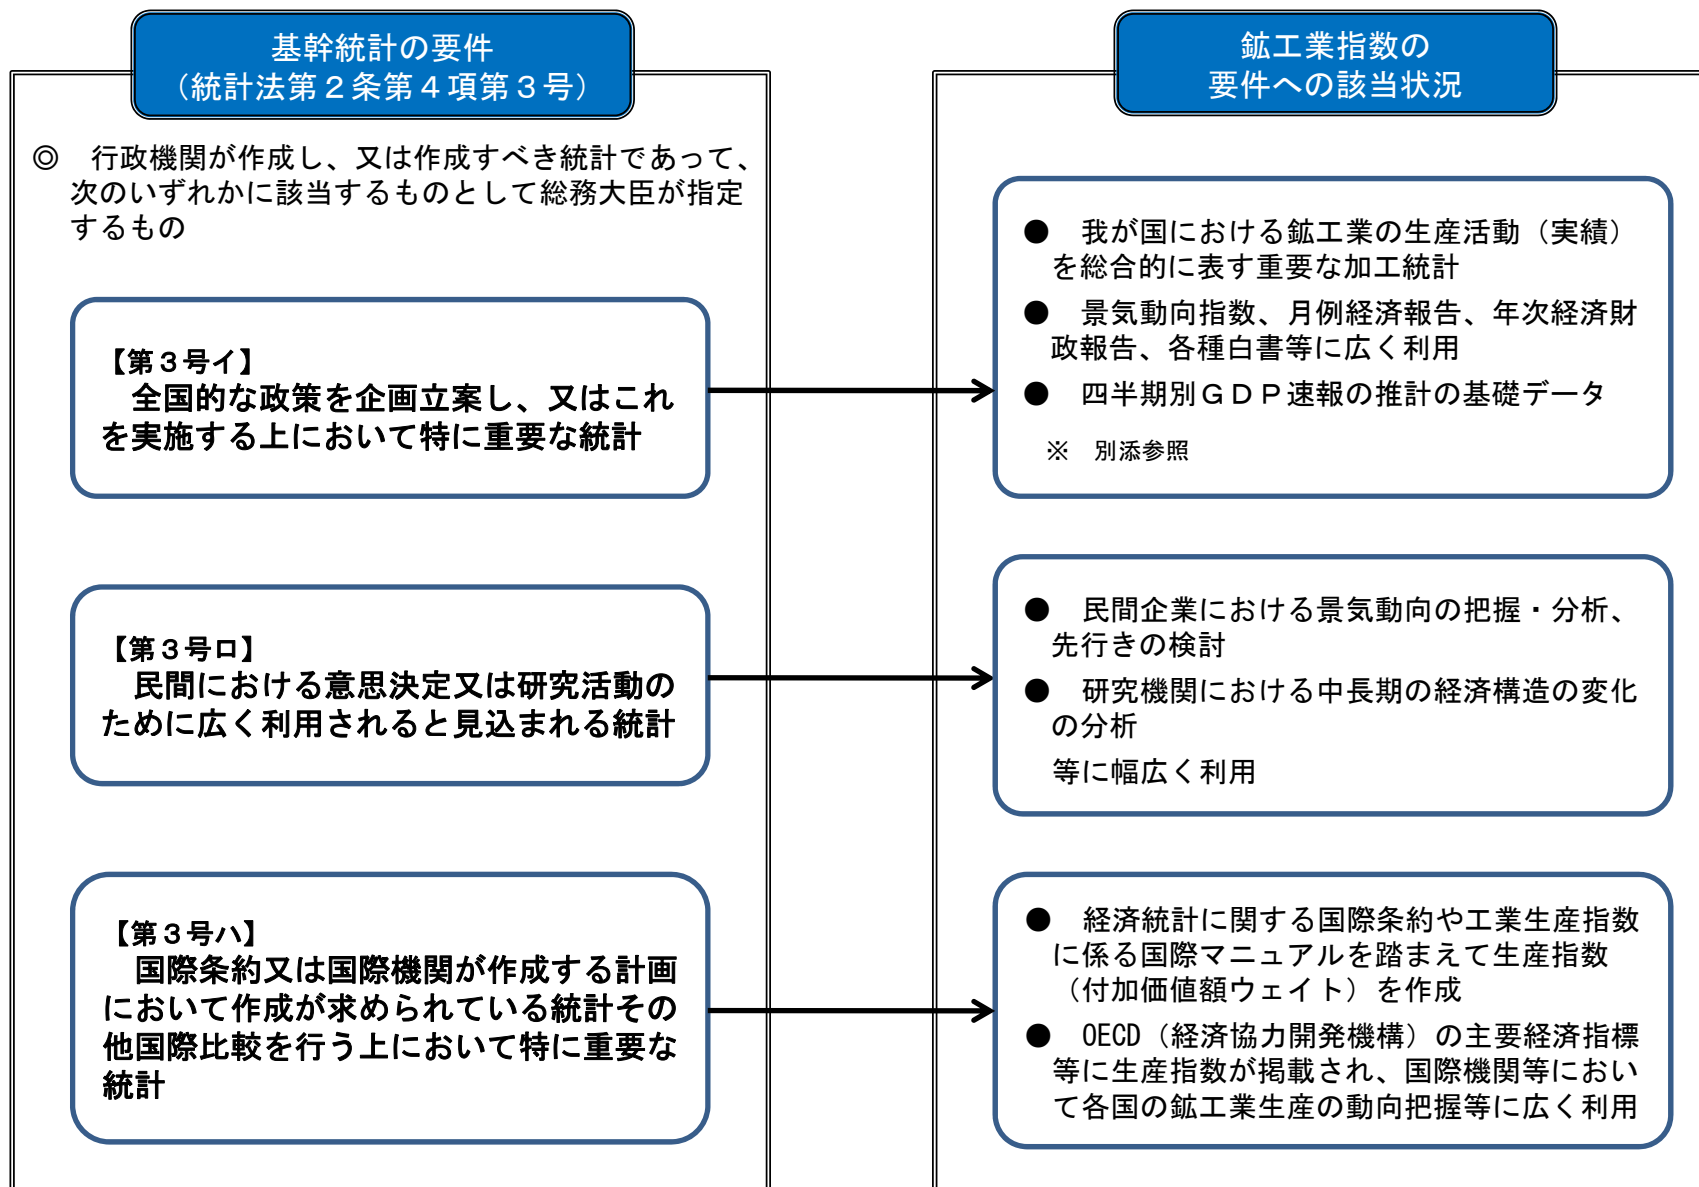 基幹統計の要件
（統計法第２条第４項第３号）
◎　行政機関が作成し、又は作成すべき統計であって、
次のいずれかに該当するものとして総務大臣が指定
するもの
【第３号イ】
全国的な政策を企画立案し、又はこれ
を実施する上において特に重要な統計
【第３号ロ】
民間における意思決定又は研究活動の
ために広く利用されると見込まれる統計
【第３号ハ】
国際条約又は国際機関が作成する計画
において作成が求められている統計その
他国際比較を行う上において特に重要な
統計
鉱工業指数の
要件への該当状況
●　我が国における鉱工業の生産活動（実績）
を総合的に表す重要な加工統計
●　景気動向指数、月例経済報告、年次経済財
政報告、各種白書等に広く利用
●　四半期別ＧＤＰ速報の推計の基礎データ
※　別添参照
●　民間企業における景気動向の把握・分析、
先行きの検討
●　研究機関における中長期の経済構造の変化
の分析
等に幅広く利用
●　経済統計に関する国際条約や工業生産指数
に係る国際マニュアルを踏まえて生産指数
（付加価値額ウェイト）を作成
●　OECD（経済協力開発機構）の主要経済指標
等に生産指数が掲載され、国際機関等におい
て各国の鉱工業生産の動向把握等に広く利用